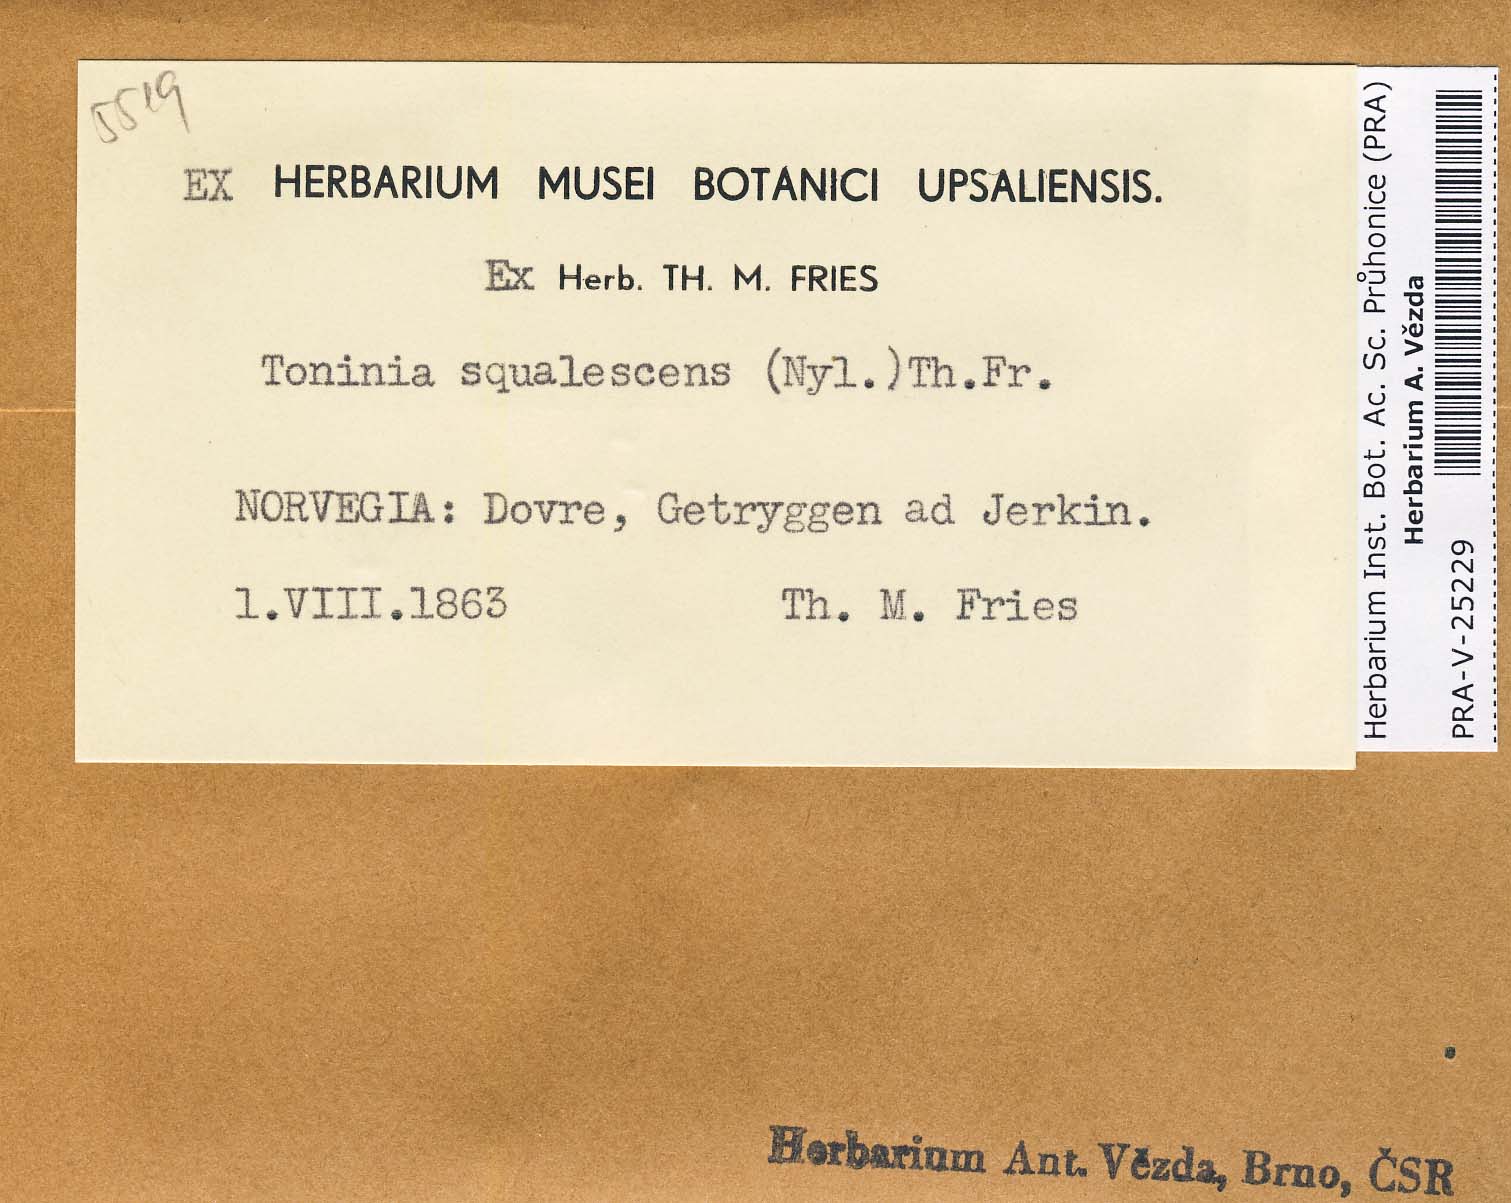 5519
EX HERBARIUM MUSEI BOTANICI UPSALIENSIS.
Ex Herb. TH. M. FRIES
Toninia squalescens (Nyl.)Th.Fr.
NORVEGIA: Dovre, Getryggen ad Jerkin.
1.VIII.1863 Th. M. Fries
Herbarium Inst. Bot. Ac. Sc. Průhonice (PRA)
Herbarium A. Vězda
PRA-V-25229
Herbarium Ant. Vězda, Brno, ČSR